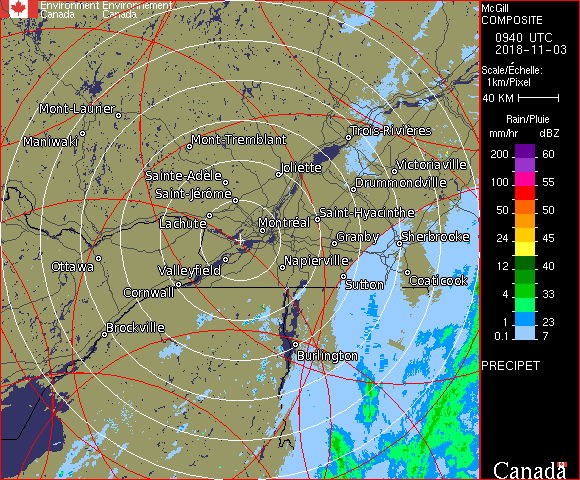 Environment Environnement
Canada Canada
McGill
COMPOSITE
0940 UTC
2018-11-03
Scale/Échelle:
1km/Pixel
40 KM
Rain/Pluie
mm/hr dBZ
200 60
150 57
100 55
50 50
24 45
12 40
4 33
2 23
0.1 7
PRECIPET
Canada
Mont-Laurier
Maniwaki
Mont-Tremblant
Trois-Rivières
Sainte-Adèle
Joliette
Victoriaville
Saint-Jérôme
Drummondville
Lachute
Montréal
Saint-Hyacinthe
Granby
Sherbrooke
Ottawa
Valleyfield
Napierville
Cornwall
Sutton
Coaticook
Brockville
Burlington